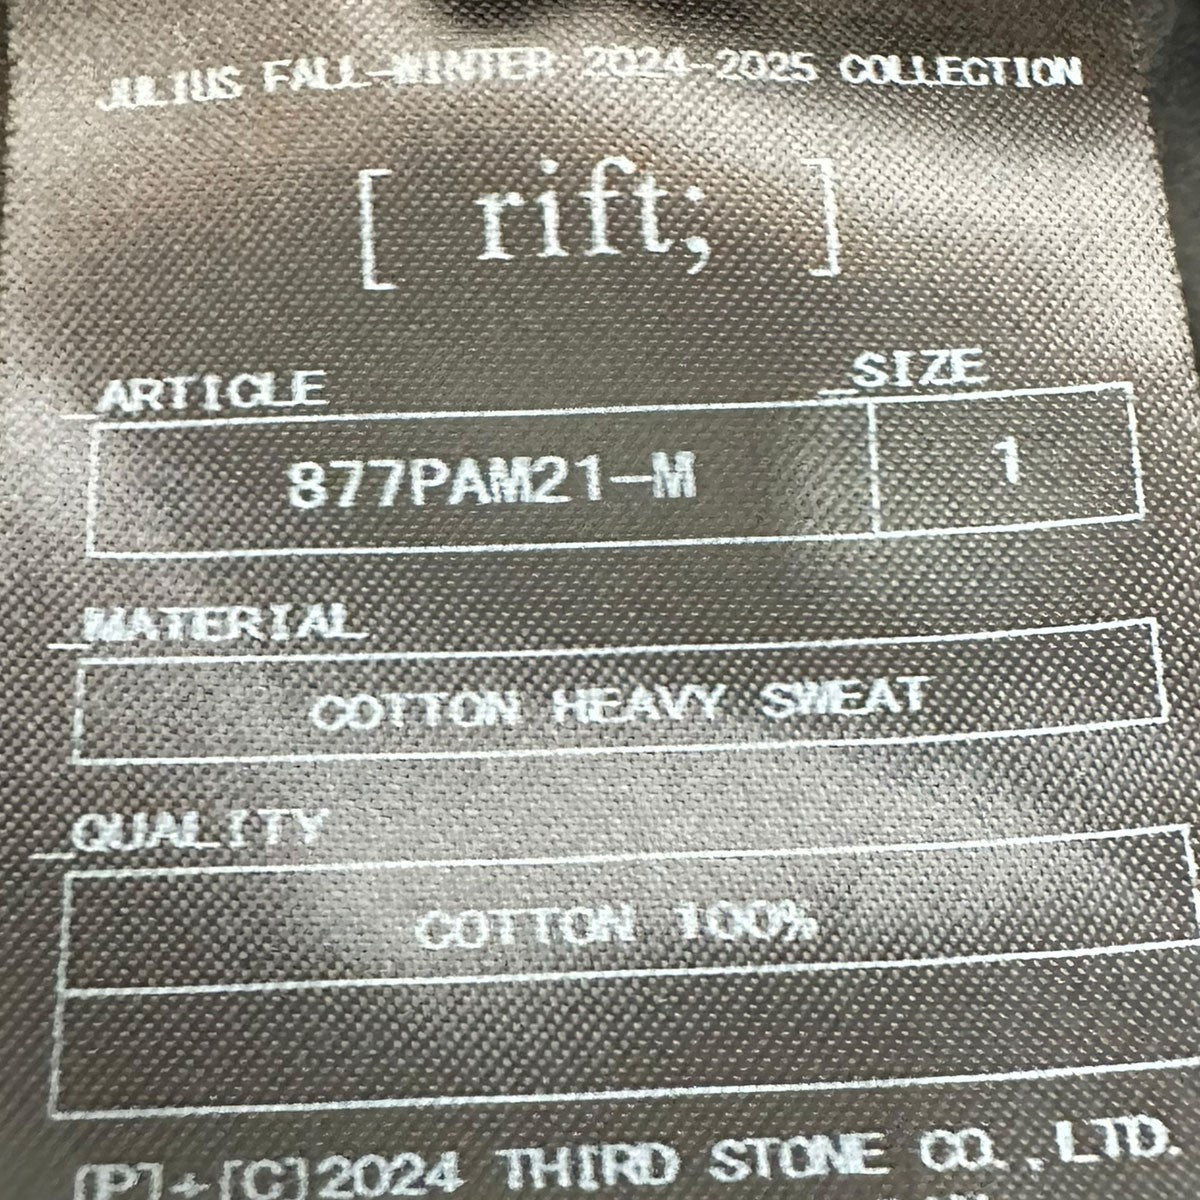 JULIUS FALL-WINTER 2024-2025 COLLECTION
[ rift; ]
_ARTICLE _SIZE
877PAM21-M 1
_MATERIAL
COTTON HEAVY SWEAT
_QUALITY
COTTON 100%
[P]+[C]2024 THIRD STONE CO.,LTD.